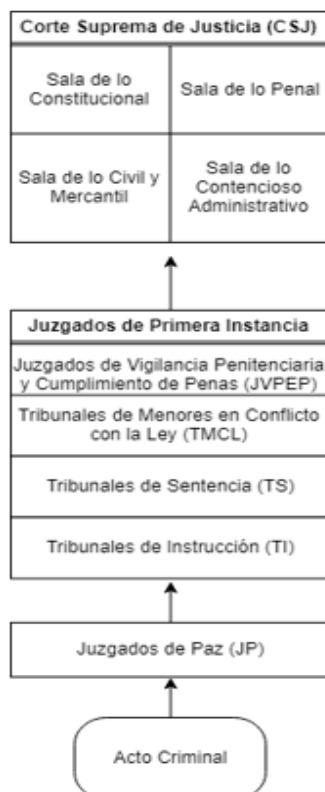 Corte Suprema de Justicia (CSJ)
Sala de lo
Constitucional
Sala de lo Penal
Sala de lo Civil y
Mercantil
Sala de lo
Contencioso
Administrativo
Juzgados de Primera Instancia
Juzgados de Vigilancia Penitenciaria
y Cumplimiento de Penas (JVPEP)
Tribunales de Menores en Conflicto
con la Ley (TMCL)
Tribunales de Sentencia (TS)
Tribunales de Instrucción (TI)
Juzgados de Paz (JP)
Acto Criminal